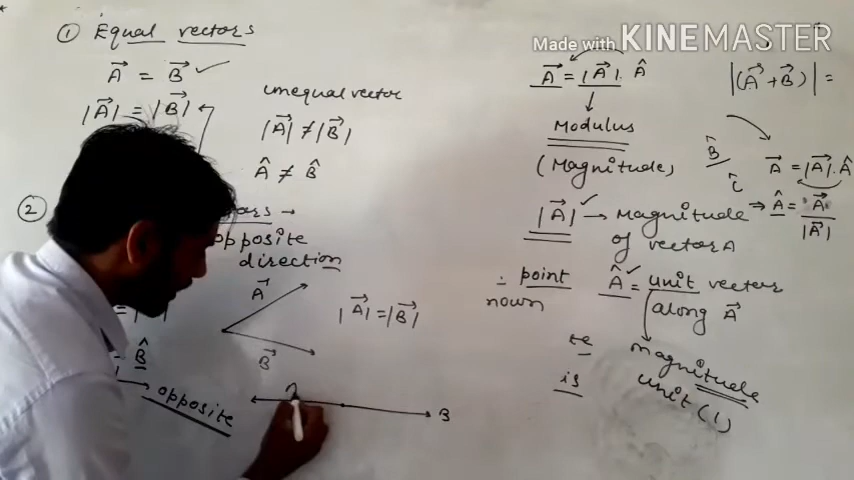 ① Equal vectors
A⃗ = B⃗ ✓
|A⃗| = |B⃗|
unequal vector
|A⃗| ≠ |B⃗|
Â ≠ B̂
②
opposite
direction
A⃗
B⃗
|A⃗| = |B⃗|
B̂
opposite
B
Made with KINEMASTER
A⃗ = |A⃗|. Â
Modulus
(Magnitude)
|A⃗| → Magnitude
of vector A
point
Â = unit vector
along A⃗
magnitude
is
unit (1)
|(A⃗ + B⃗)| =
B̂
A⃗ = |A⃗|. Â
⇒ Â = A⃗ / |A⃗|